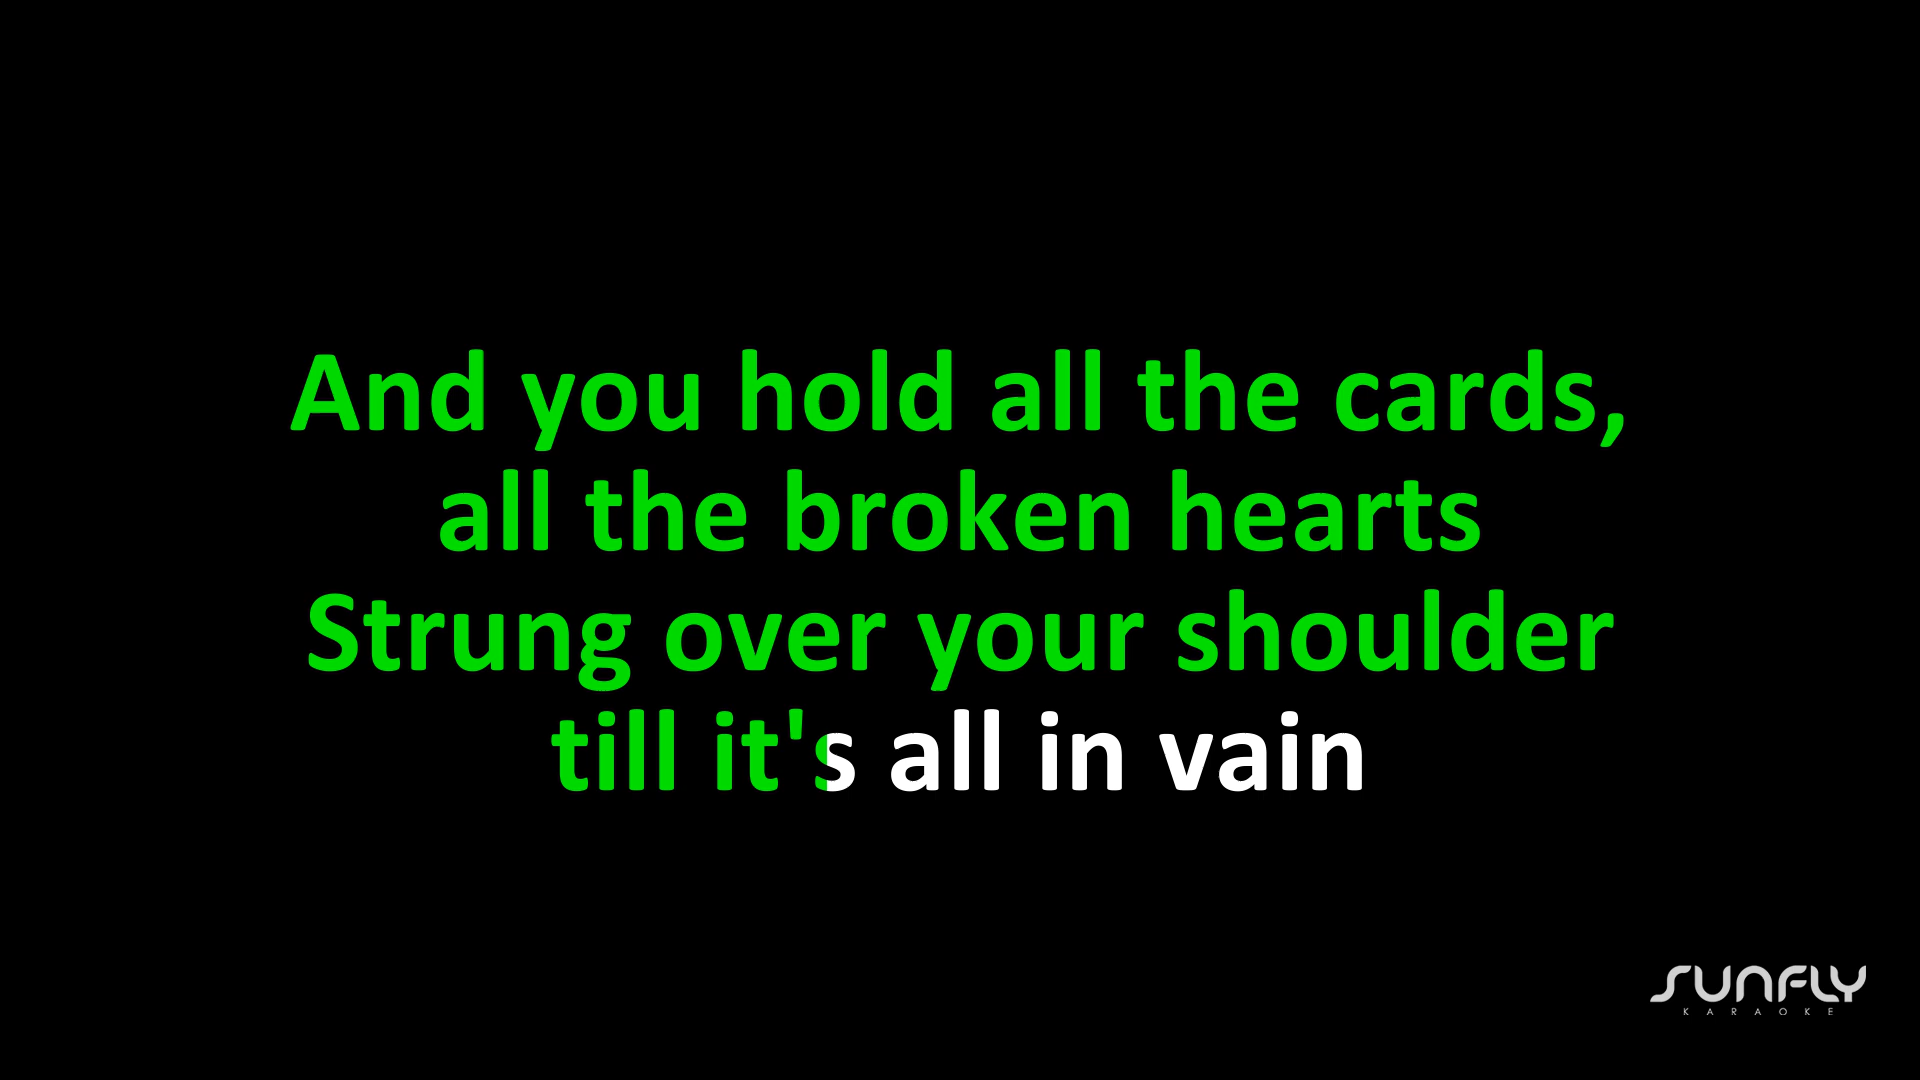 And you hold all the cards,
all the broken hearts
Strung over your shoulder
till it's all in vain
SUNFLY
KARAOKE